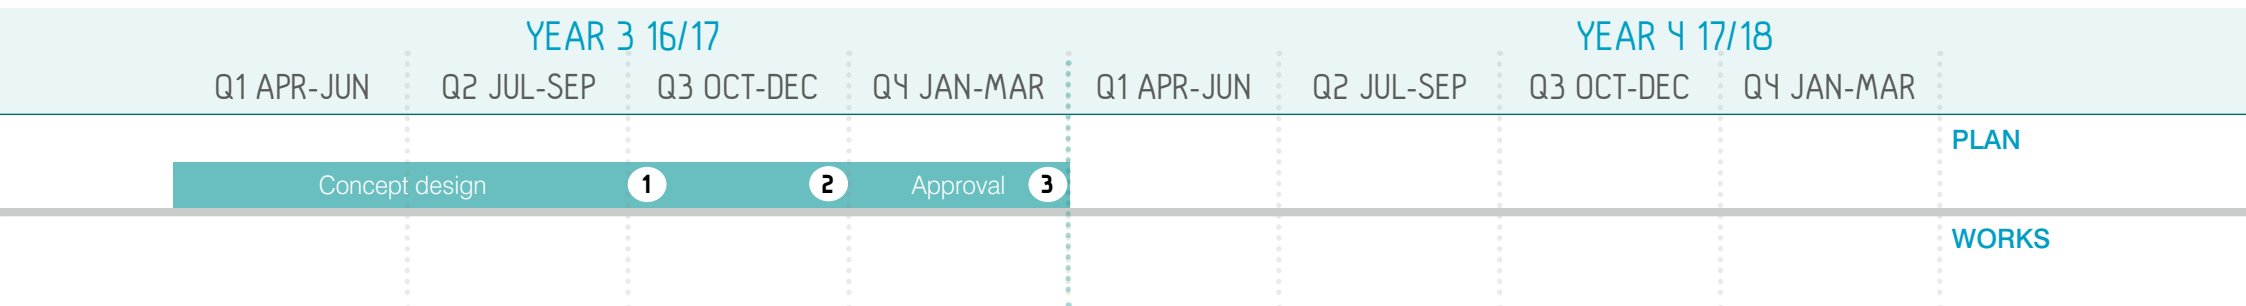 YEAR 3 16/17 YEAR 4 17/18
Q1 APR-JUN Q2 JUL-SEP Q3 OCT-DEC Q4 JAN-MAR Q1 APR-JUN Q2 JUL-SEP Q3 OCT-DEC Q4 JAN-MAR
PLAN
Concept design 1 2 Approval 3
WORKS